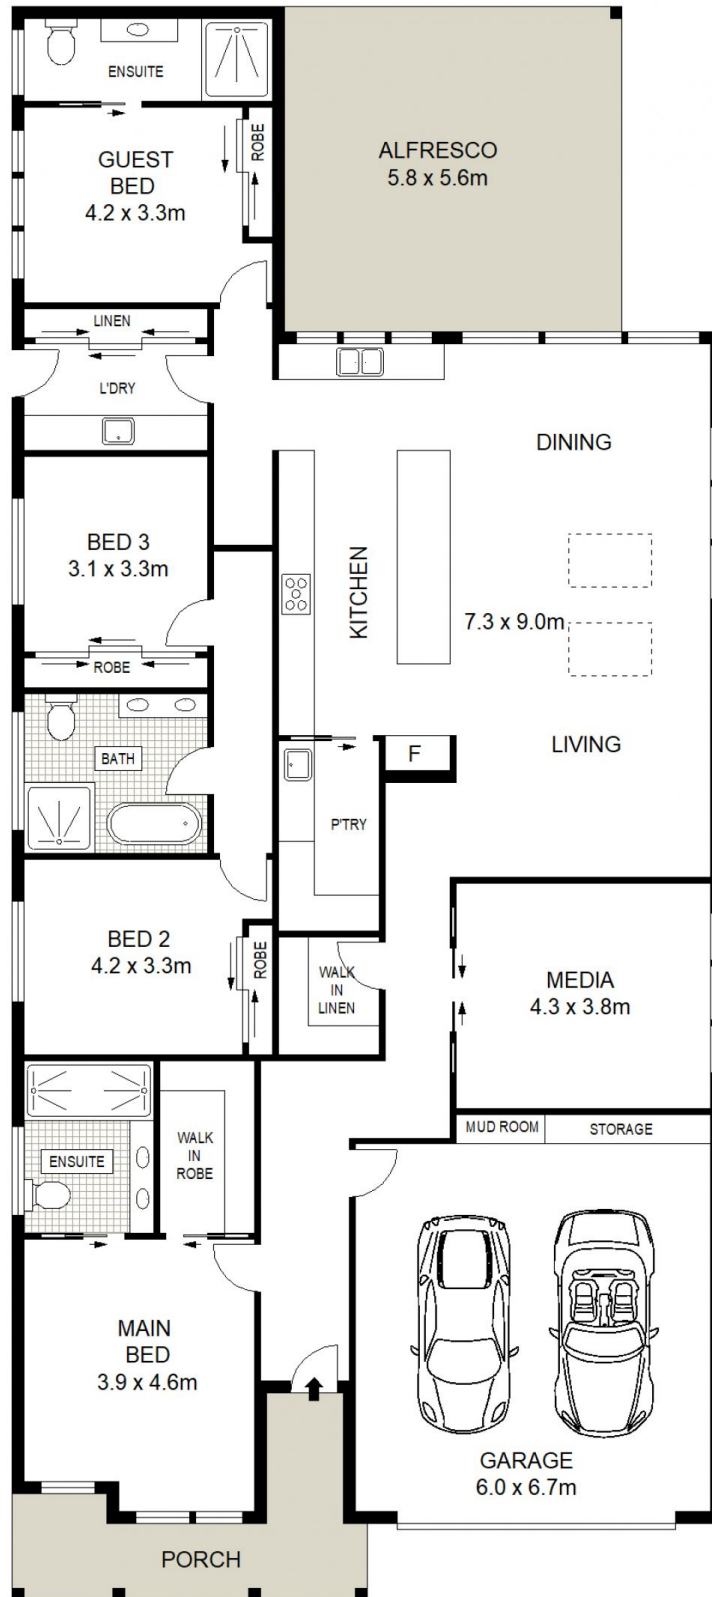 ENSUITE
GUEST
BED
4.2 x 3.3m
ROBE
ALFRESCO
5.8 x 5.6m
LINEN
L'DRY
DINING
BED 3
3.1 x 3.3m
KITCHEN
7.3 x 9.0m
ROBE
BATH
LIVING
F
P'TRY
BED 2
4.2 x 3.3m
ROBE
WALK
IN
LINEN
MEDIA
4.3 x 3.8m
MUD ROOM
STORAGE
ENSUITE
WALK
IN
ROBE
MAIN
BED
3.9 x 4.6m
GARAGE
6.0 x 6.7m
PORCH